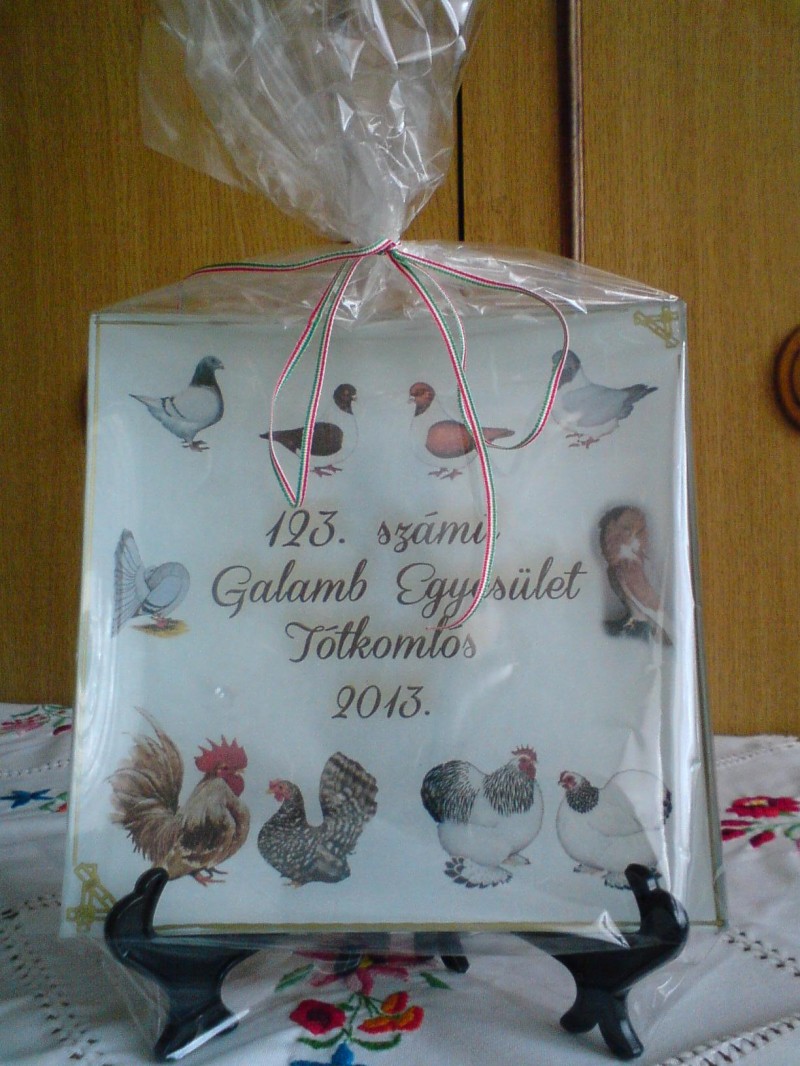 123. számú
Galamb Egyesület
Tótkomlós
2013.